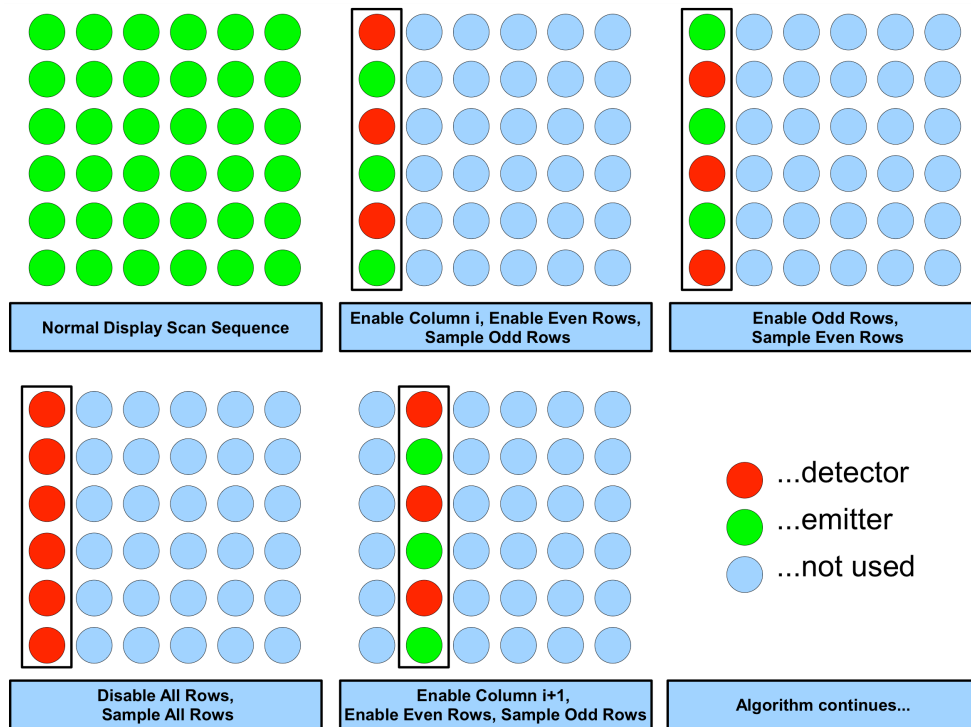 Normal Display Scan Sequence
Enable Column i, Enable Even Rows,
Sample Odd Rows
Enable Odd Rows,
Sample Even Rows
...detector
...emitter
...not used
Disable All Rows,
Sample All Rows
Enable Column i+1,
Enable Even Rows, Sample Odd Rows
Algorithm continues...